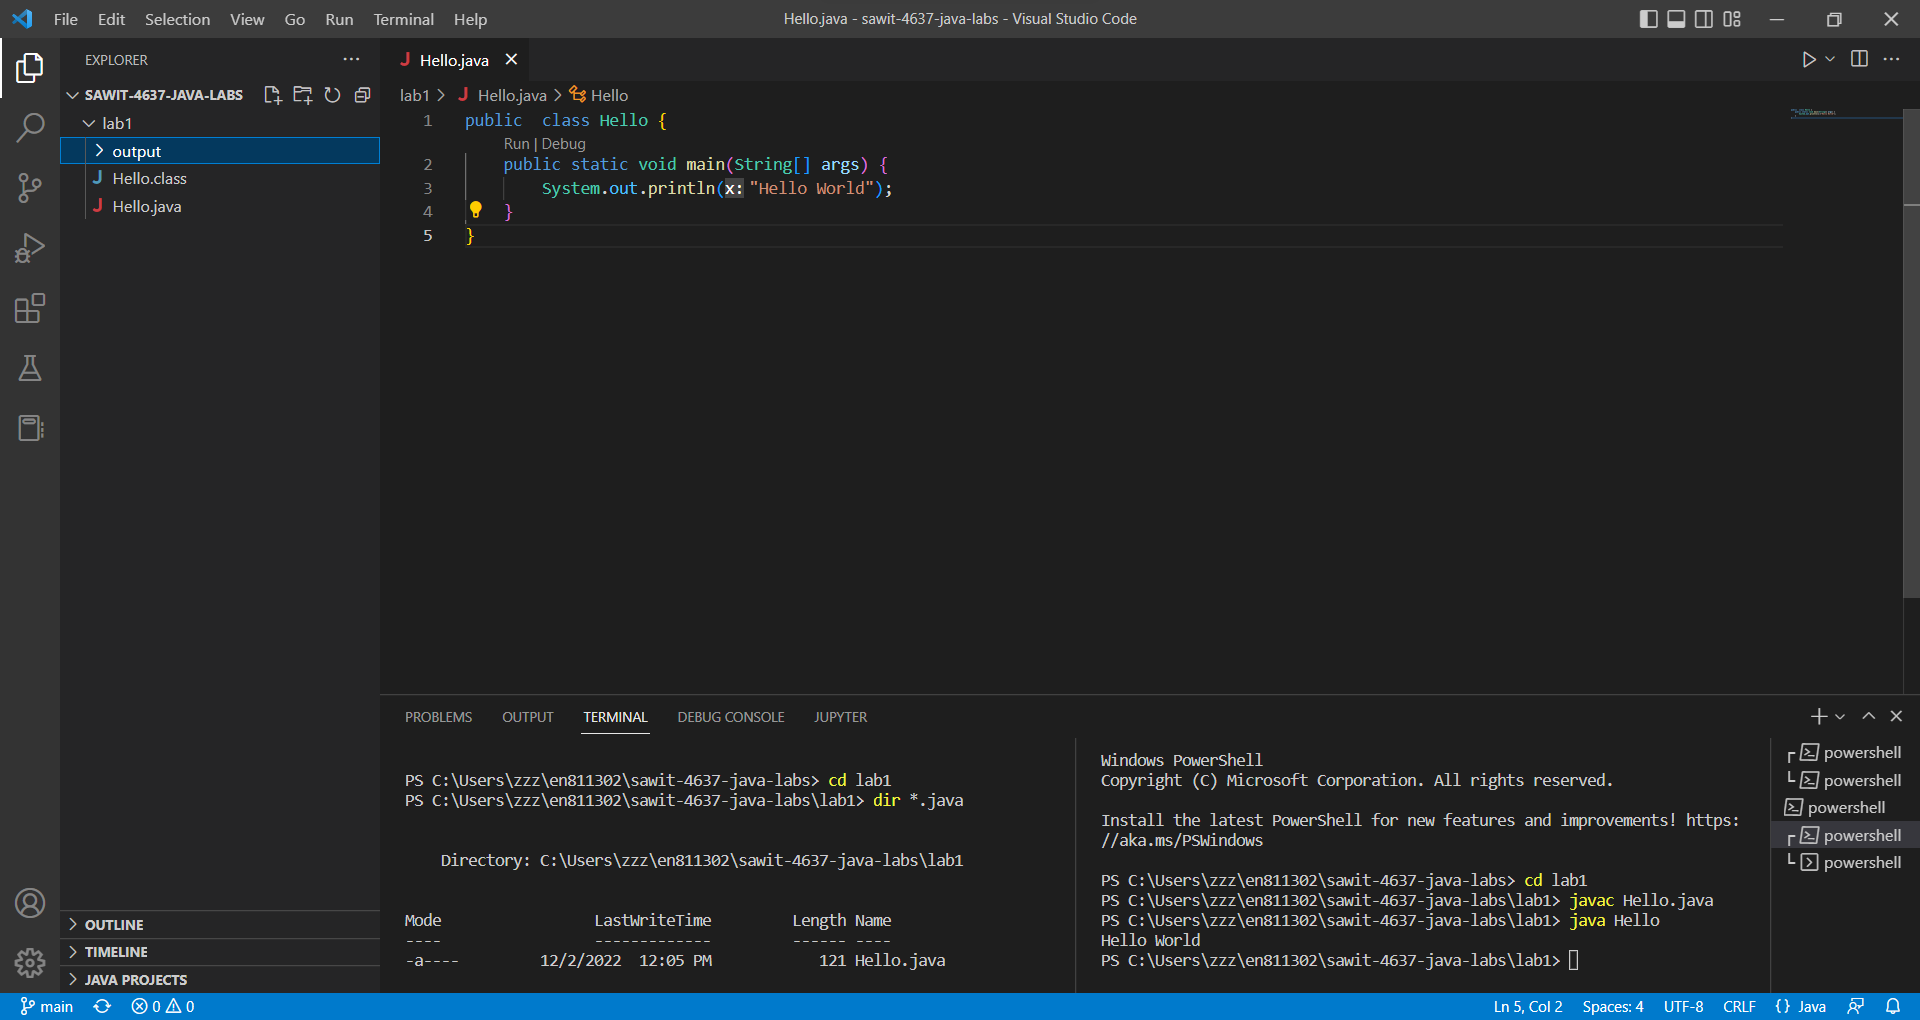 File Edit Selection View Go Run Terminal Help
Hello.java - sawit-4637-java-labs - Visual Studio Code
EXPLORER
SAWIT-4637-JAVA-LABS
lab1
output
Hello.class
Hello.java
OUTLINE
TIMELINE
JAVA PROJECTS
Hello.java
lab1 > Hello.java > Hello
1 public  class Hello {
Run | Debug
2     public static void main(String[] args) {
3         System.out.println(x: "Hello World");
4     }
5 }
PROBLEMS OUTPUT TERMINAL DEBUG CONSOLE JUPYTER
PS C:\Users\zzz\en811302\sawit-4637-java-labs> cd lab1
PS C:\Users\zzz\en811302\sawit-4637-java-labs\lab1> dir *.java
    Directory: C:\Users\zzz\en811302\sawit-4637-java-labs\lab1
Mode                 LastWriteTime         Length Name
----                 -------------         ------ ----
-a----         12/2/2022  12:05 PM            121 Hello.java
Windows PowerShell
Copyright (C) Microsoft Corporation. All rights reserved.
Install the latest PowerShell for new features and improvements! https:
//aka.ms/PSWindows
PS C:\Users\zzz\en811302\sawit-4637-java-labs> cd lab1
PS C:\Users\zzz\en811302\sawit-4637-java-labs\lab1> javac Hello.java
PS C:\Users\zzz\en811302\sawit-4637-java-labs\lab1> java Hello
Hello World
PS C:\Users\zzz\en811302\sawit-4637-java-labs\lab1>
powershell
powershell
powershell
powershell
powershell
main 0 0
Ln 5, Col 2 Spaces: 4 UTF-8 CRLF {} Java